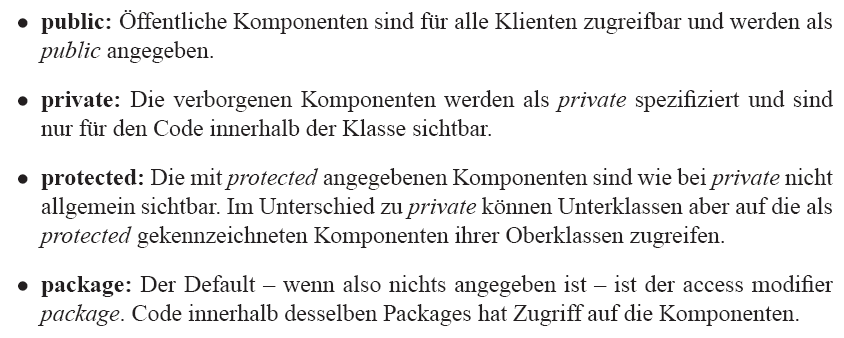 • public: Öffentliche Komponenten sind für alle Klienten zugreifbar und werden als
public angegeben.
• private: Die verborgenen Komponenten werden als private spezifiziert und sind
nur für den Code innerhalb der Klasse sichtbar.
• protected: Die mit protected angegebenen Komponenten sind wie bei private nicht
allgemein sichtbar. Im Unterschied zu private können Unterklassen aber auf die als
protected gekennzeichneten Komponenten ihrer Oberklassen zugreifen.
• package: Der Default – wenn also nichts angegeben ist – ist der access modifier
package. Code innerhalb desselben Packages hat Zugriff auf die Komponenten.